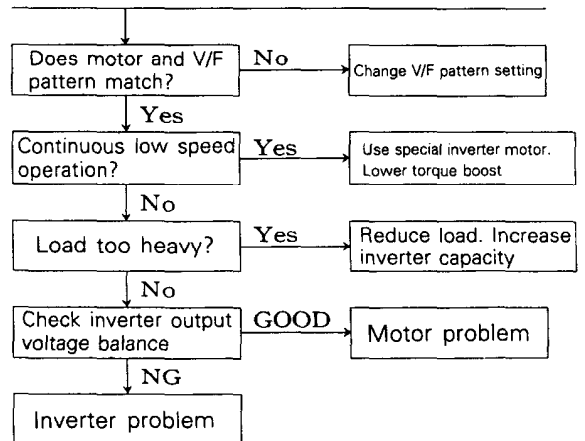 Does motor and V/F
pattern match?
No
Change V/F pattern setting
Yes
Continuous low speed
operation?
Yes
Use special inverter motor.
Lower torque boost
No
Load too heavy?
Yes
Reduce load. Increase
inverter capacity
No
Check inverter output
voltage balance
GOOD
Motor problem
NG
Inverter problem